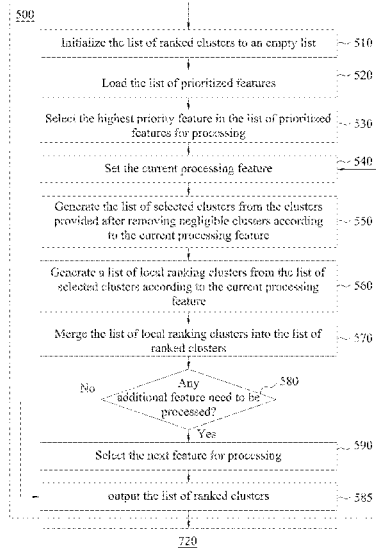 500
Initialize the list of ranked clusters to an empty list
510
Load the list of prioritized features
520
Select the highest priority feature in the list of prioritized
features for processing
530
Set the current processing feature
540
Generate the list of selected clusters from the clusters
provided after removing negligible clusters according
to the current processing feature
550
Generate a list of local ranking clusters from the list of
selected clusters according to the current processing
feature
560
Merge the list of local ranking clusters into the list of
ranked clusters
570
Any
additional feature need to be
processed?
580
No
Yes
Select the next feature for processing
590
output the list of ranked clusters
585
720